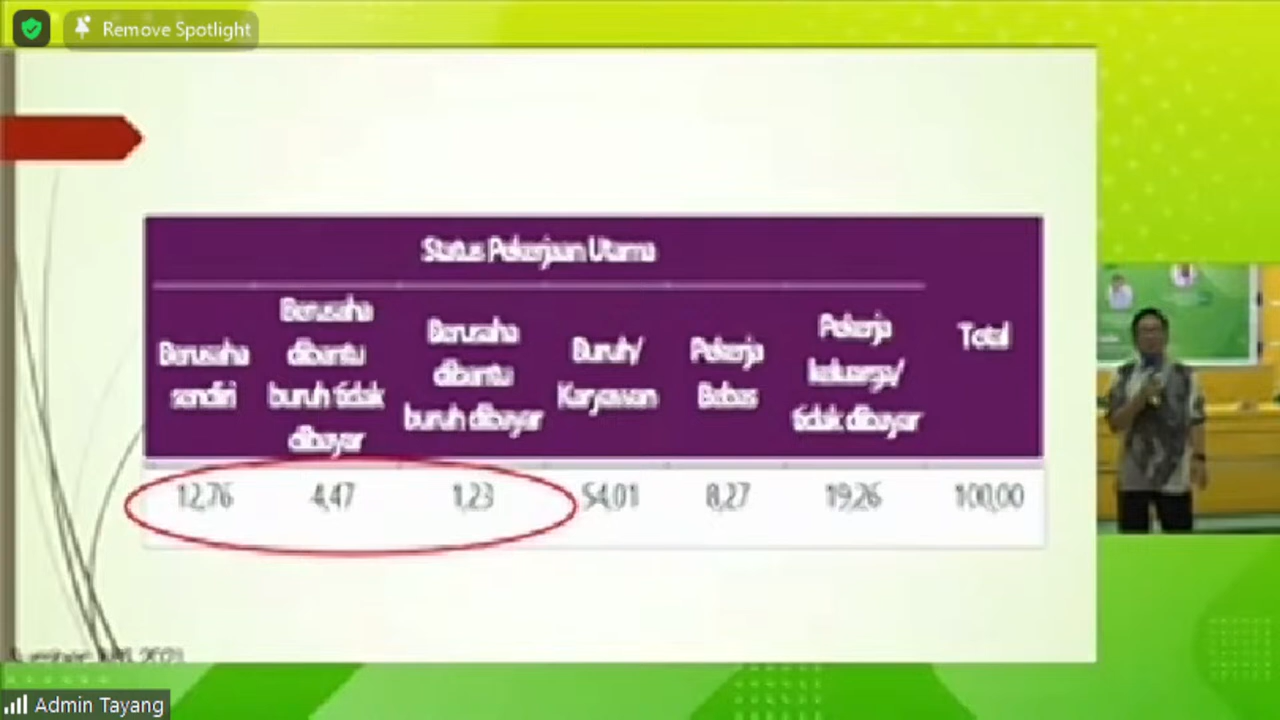 Remove Spotlight
Status Pekerjaan Utama
Berusaha
sendiri
Berusaha
dibantu
buruh tidak
dibayar
Berusaha
dibantu
buruh dibayar
Buruh/
Karyawan
Pekerja
Bebas
Pekerja
keluarga/
tidak dibayar
Total
12,76 4,47 1,23 54,01 8,27 19,26 100,00
Admin Tayang